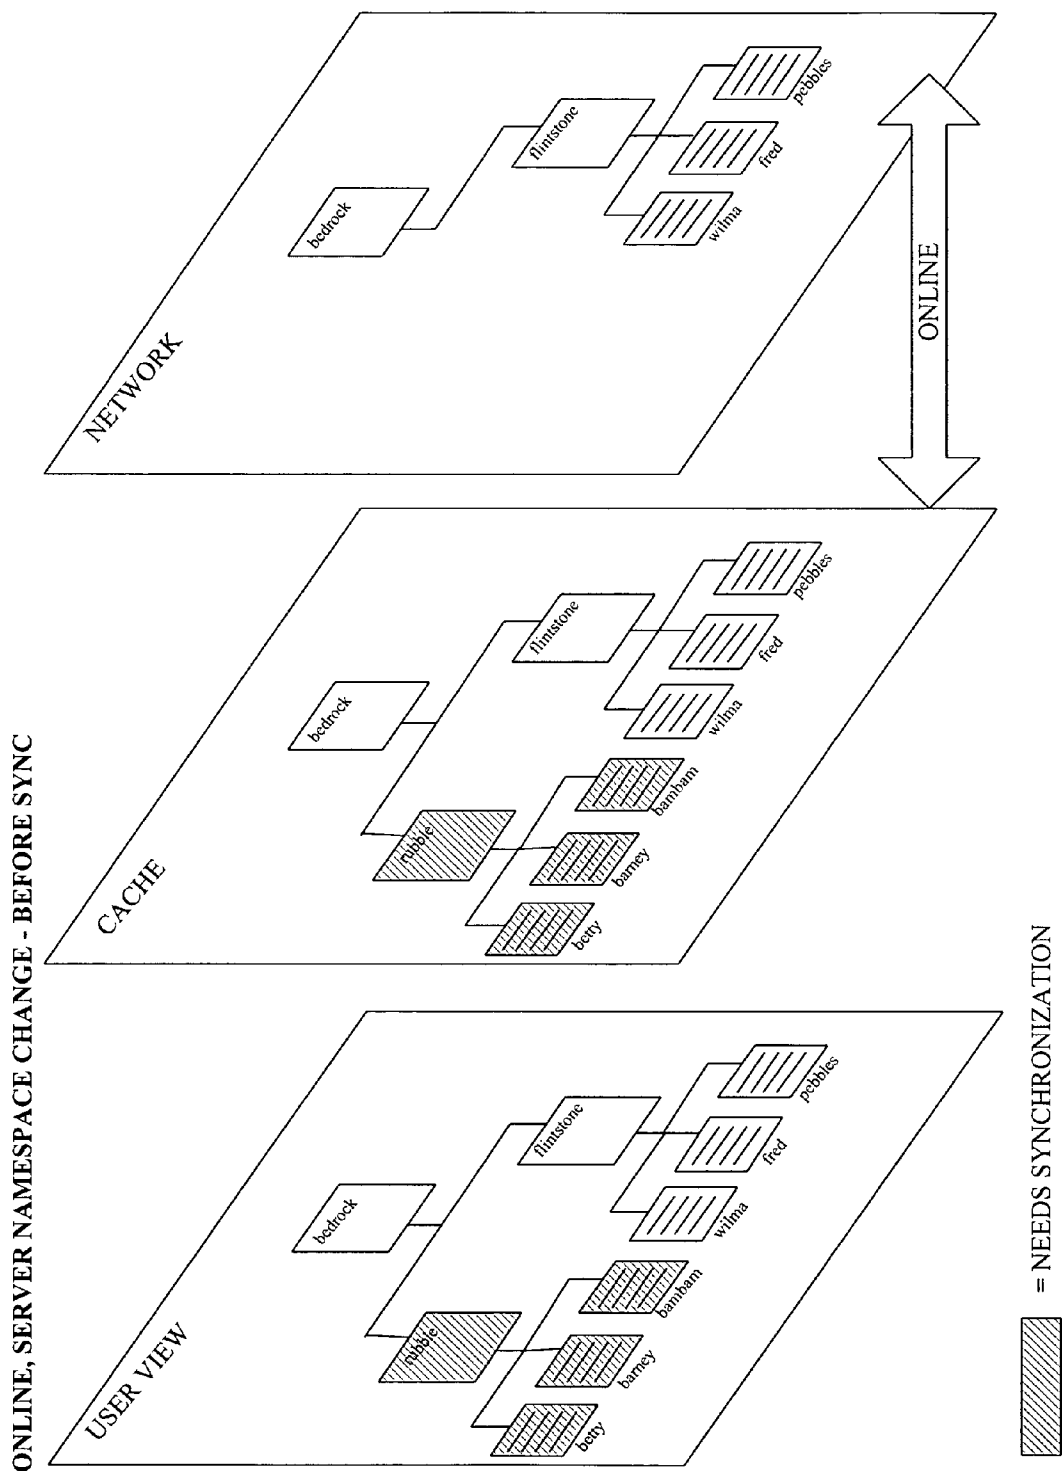 ONLINE, SERVER NAMESPACE CHANGE - BEFORE SYNC
USER VIEW
bedrock
rubble
flintstone
betty
barney
bambam
wilma
fred
pebbles
CACHE
bedrock
rubble
flintstone
betty
barney
bambam
wilma
fred
pebbles
NETWORK
bedrock
flintstone
wilma
fred
pebbles
ONLINE
= NEEDS SYNCHRONIZATION